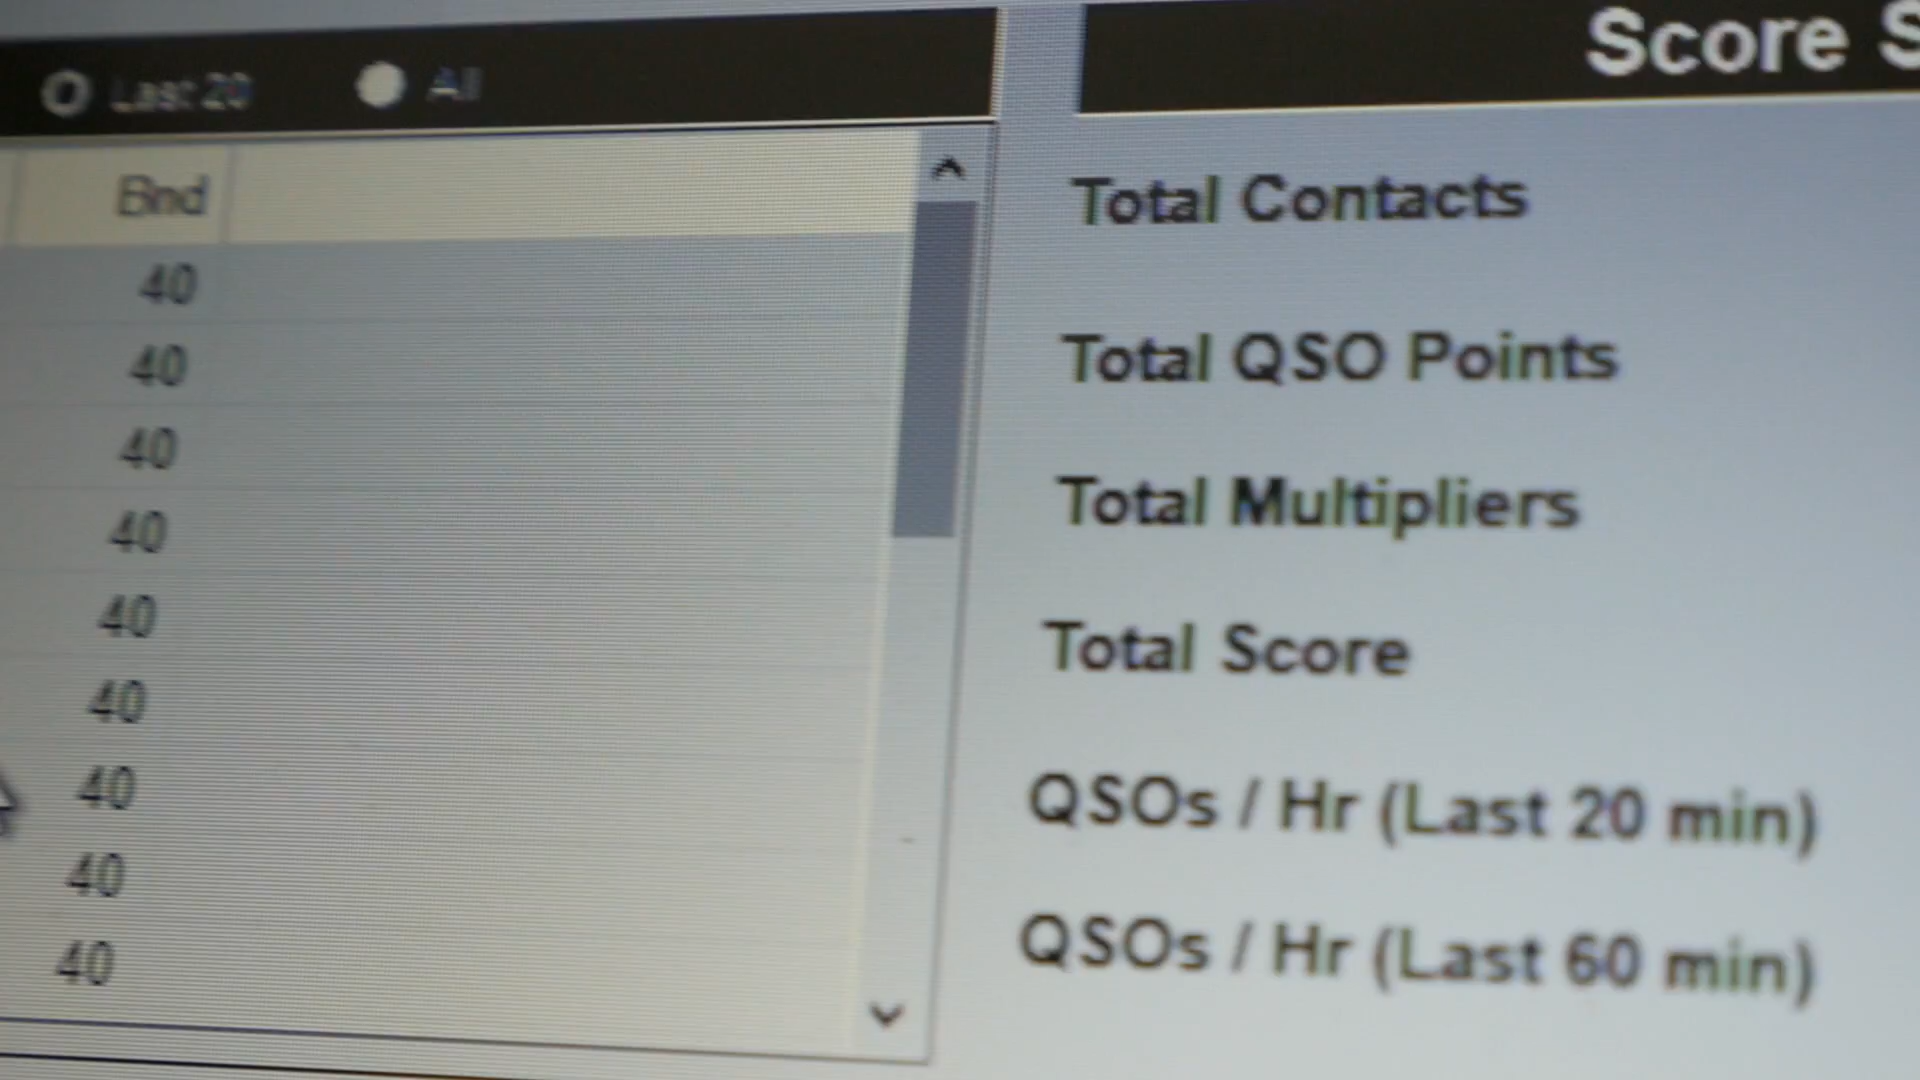 Last 20 All
Score S
Bnd
40
40
40
40
40
40
40
40
40
Total Contacts
Total QSO Points
Total Multipliers
Total Score
QSOs / Hr (Last 20 min)
QSOs / Hr (Last 60 min)